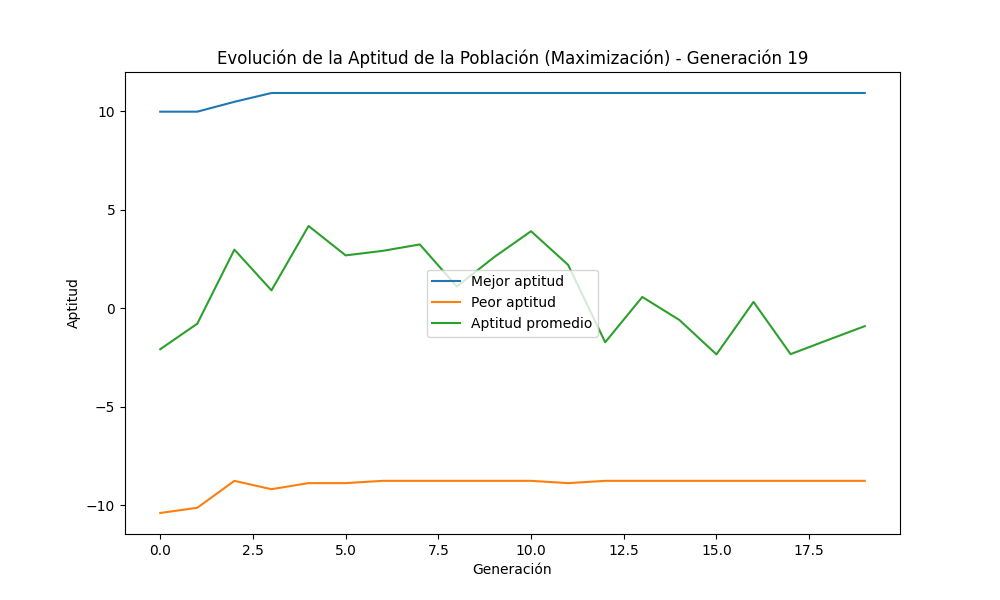 Evolución de la Aptitud de la Población (Maximización) - Generación 19
Aptitud
10
5
0
−5
−10
Mejor aptitud
Peor aptitud
Aptitud promedio
0.0 2.5 5.0 7.5 10.0 12.5 15.0 17.5
Generación